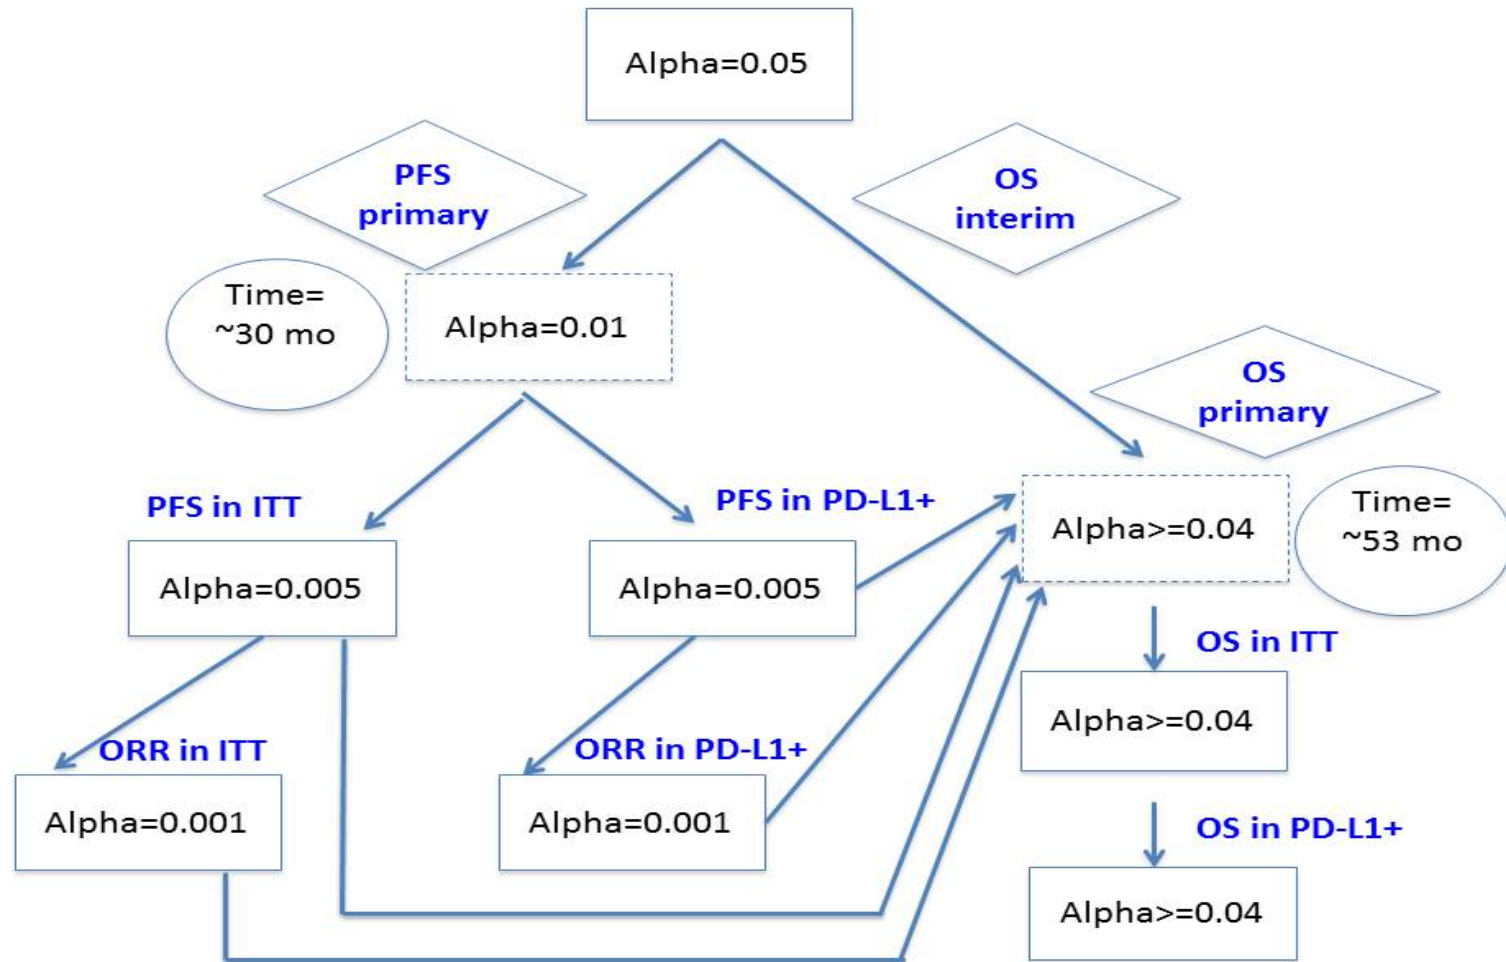 Alpha=0.05
PFS
primary
OS
interim
Time=
~30 mo
Alpha=0.01
OS
primary
PFS in ITT
PFS in PD-L1+
Alpha=0.005
Alpha=0.005
Alpha>=0.04
Time=
~53 mo
OS in ITT
Alpha>=0.04
ORR in ITT
ORR in PD-L1+
Alpha=0.001
Alpha=0.001
OS in PD-L1+
Alpha>=0.04